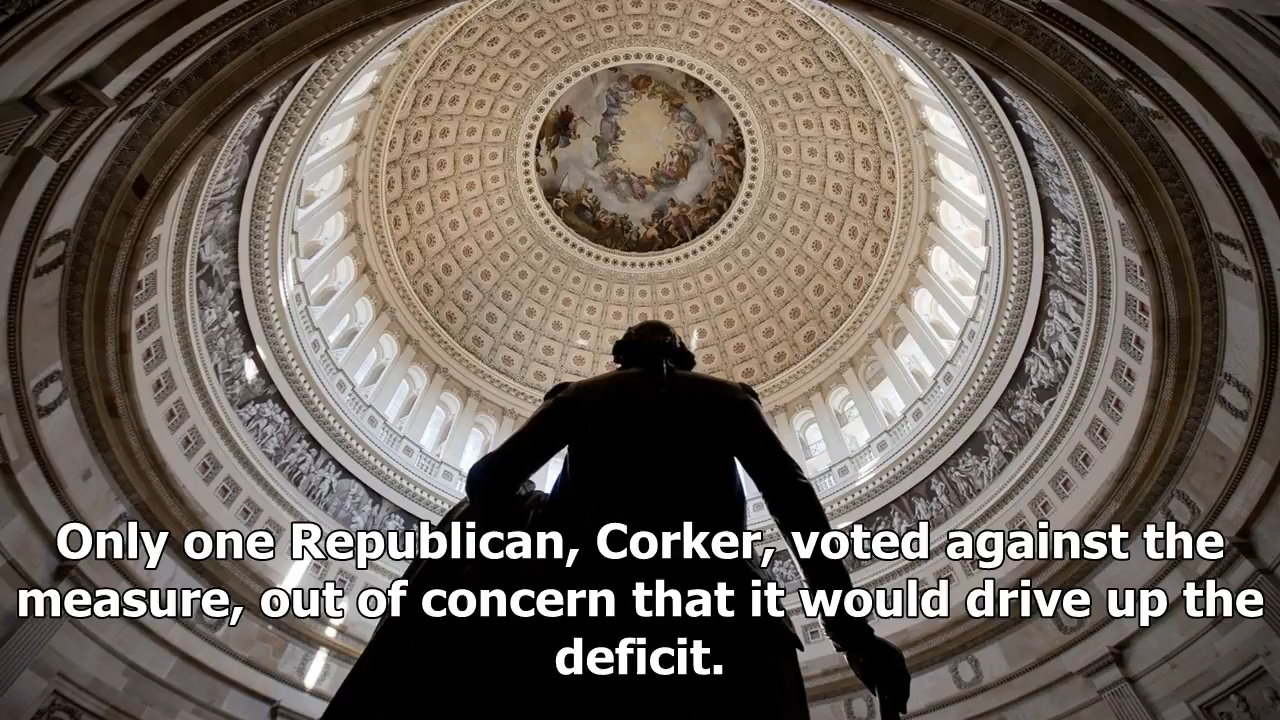 Only one Republican, Corker, voted against the
measure, out of concern that it would drive up the
deficit.